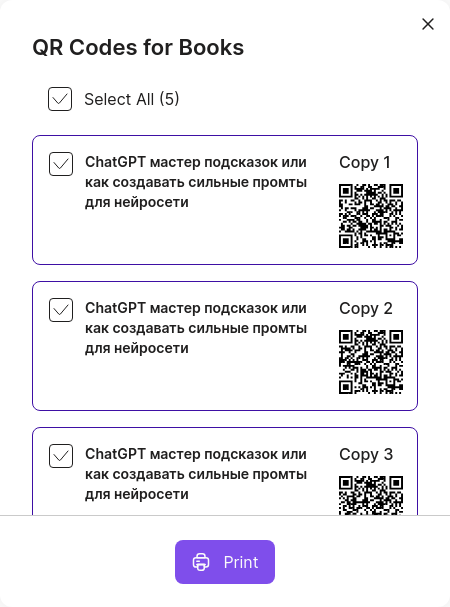 QR Codes for Books
Select All (5)
ChatGPT мастер подсказок или
как создавать сильные промты
для нейросети
Copy 1
ChatGPT мастер подсказок или
как создавать сильные промты
для нейросети
Copy 2
ChatGPT мастер подсказок или
как создавать сильные промты
для нейросети
Copy 3
Print